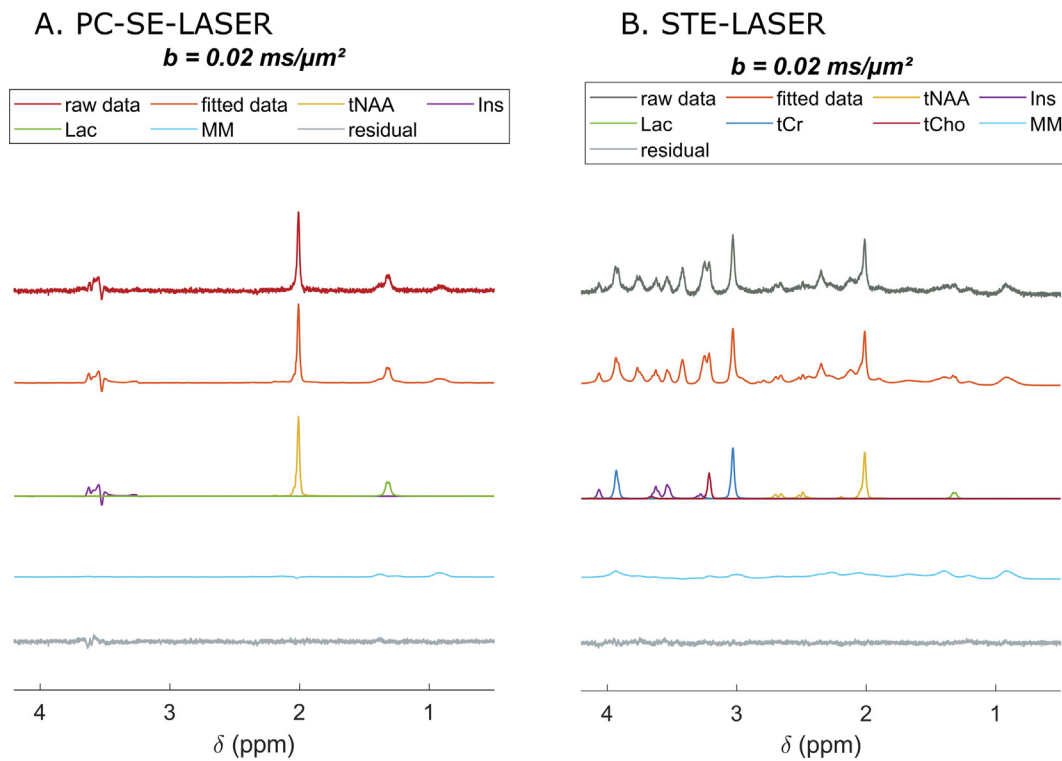 A. PC-SE-LASER
b = 0.02 ms/µm²
raw data fitted data tNAA Ins
Lac MM residual
4 3 2 1
δ (ppm)
B. STE-LASER
b = 0.02 ms/µm²
raw data fitted data tNAA Ins
Lac tCr tCho MM
residual
4 3 2 1
δ (ppm)